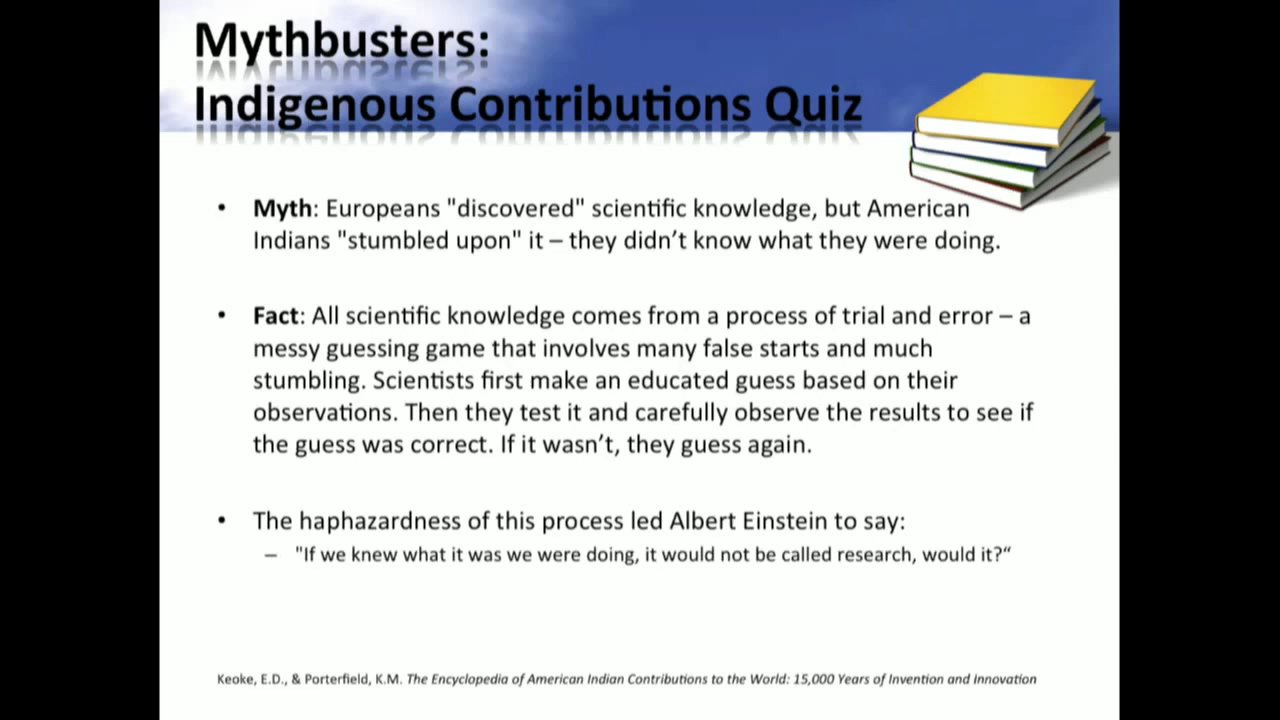 Mythbusters:
Indigenous Contributions Quiz
• Myth: Europeans "discovered" scientific knowledge, but American
Indians "stumbled upon" it – they didn’t know what they were doing.
• Fact: All scientific knowledge comes from a process of trial and error – a
messy guessing game that involves many false starts and much
stumbling. Scientists first make an educated guess based on their
observations. Then they test it and carefully observe the results to see if
the guess was correct. If it wasn’t, they guess again.
• The haphazardness of this process led Albert Einstein to say:
– "If we knew what it was we were doing, it would not be called research, would it?“
Keoke, E.D., & Porterfield, K.M. The Encyclopedia of American Indian Contributions to the World: 15,000 Years of Invention and Innovation